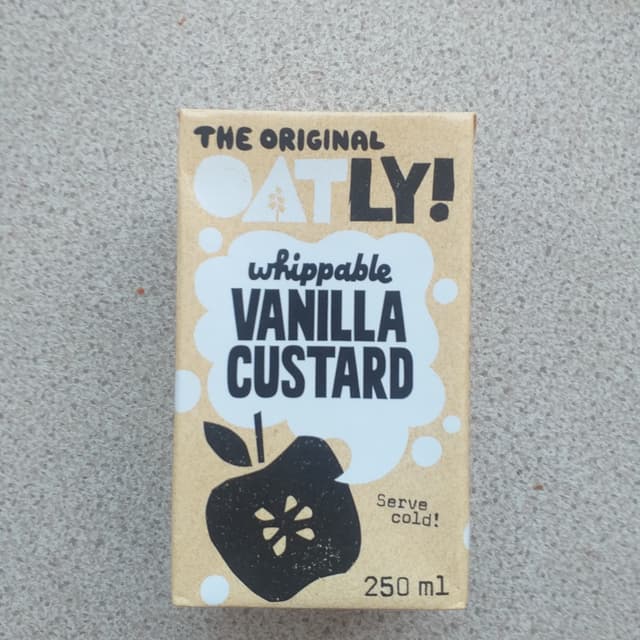 THE ORIGINAL
OATLY!
whippable
VANILLA
CUSTARD
Serve
cold!
250 ml